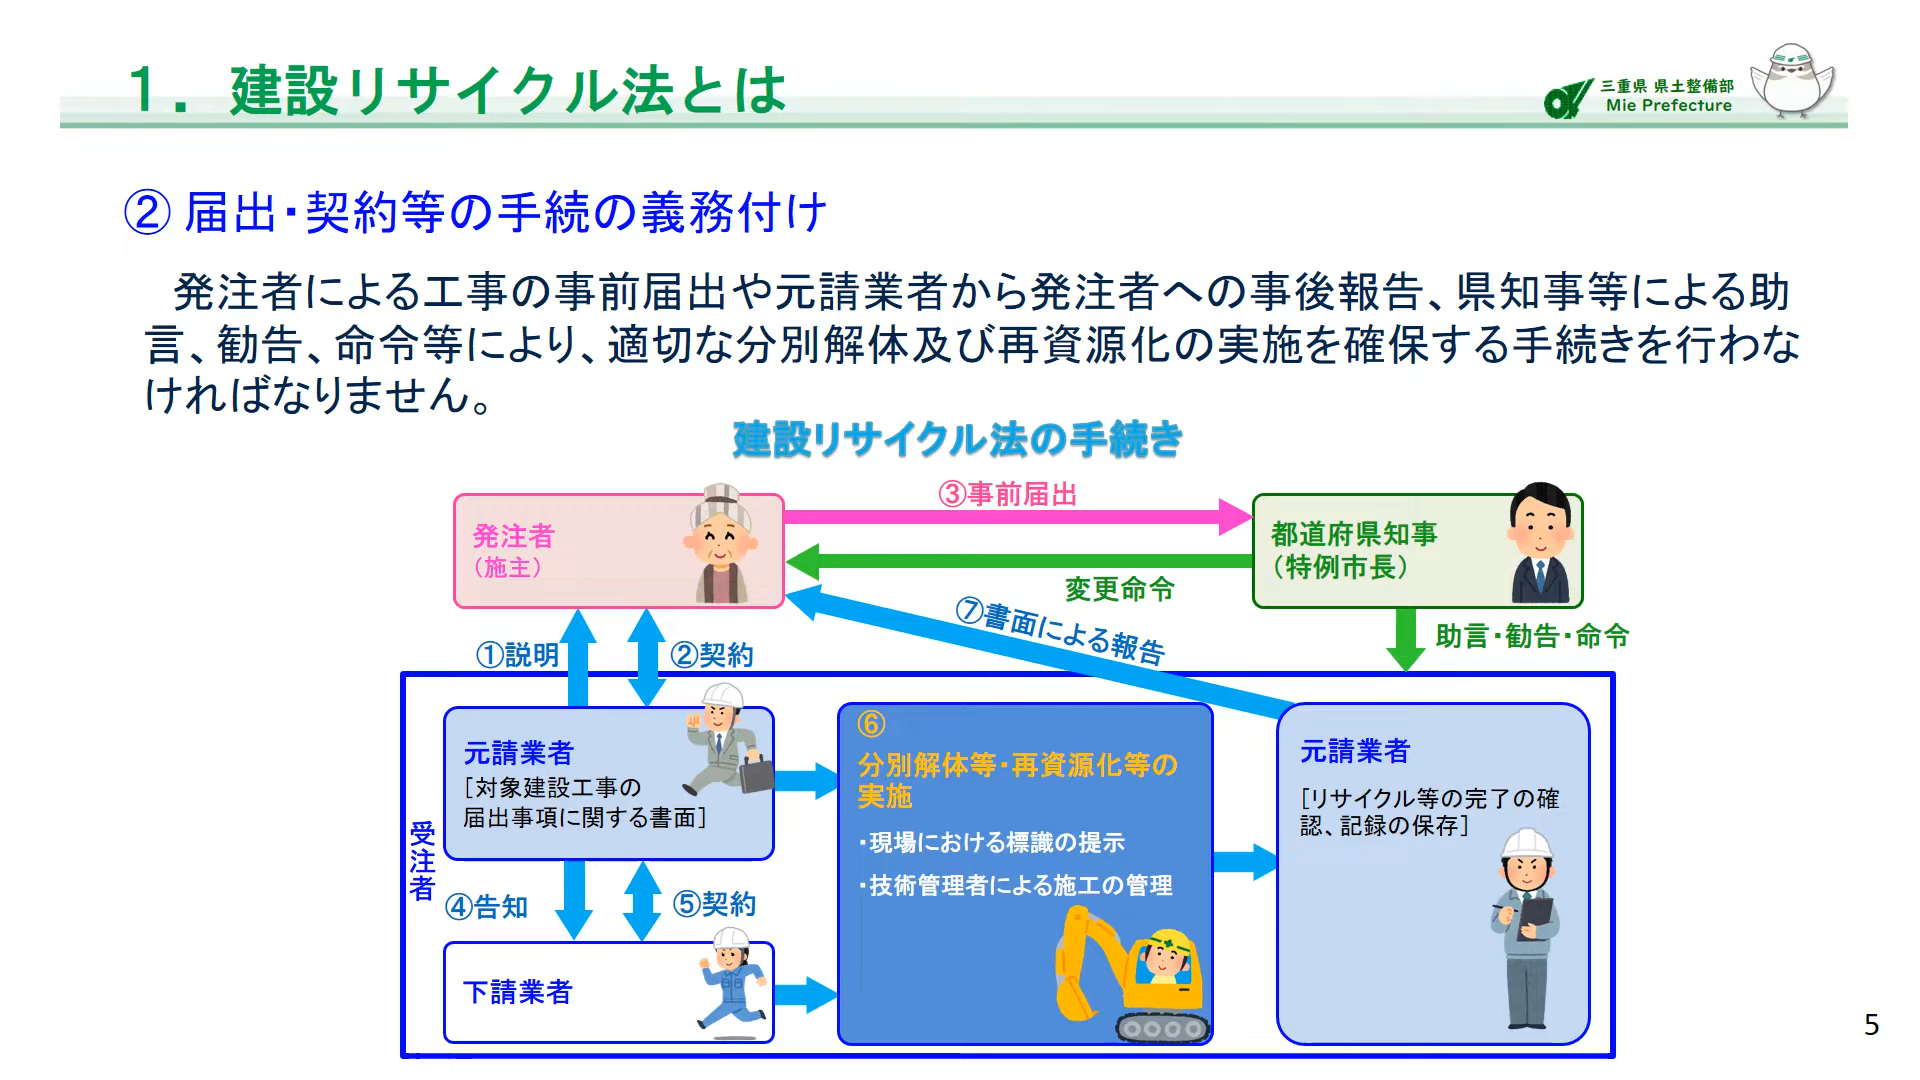 1．建設リサイクル法とは
三重県 県土整備部
Mie Prefecture
② 届出・契約等の手続の義務付け
発注者による工事の事前届出や元請業者から発注者への事後報告、県知事等による助
言、勧告、命令等により、適切な分別解体及び再資源化の実施を確保する手続きを行わな
ければなりません。
建設リサイクル法の手続き
③事前届出
発注者
（施主）
都道府県知事
（特例市長）
変更命令
⑦書面による報告
助言・勧告・命令
①説明
②契約
受注者
元請業者
［対象建設工事の
届出事項に関する書面］
④告知
⑤契約
下請業者
⑥
分別解体等・再資源化等の
実施
・現場における標識の提示
・技術管理者による施工の管理
元請業者
［リサイクル等の完了の確
認、記録の保存］
5